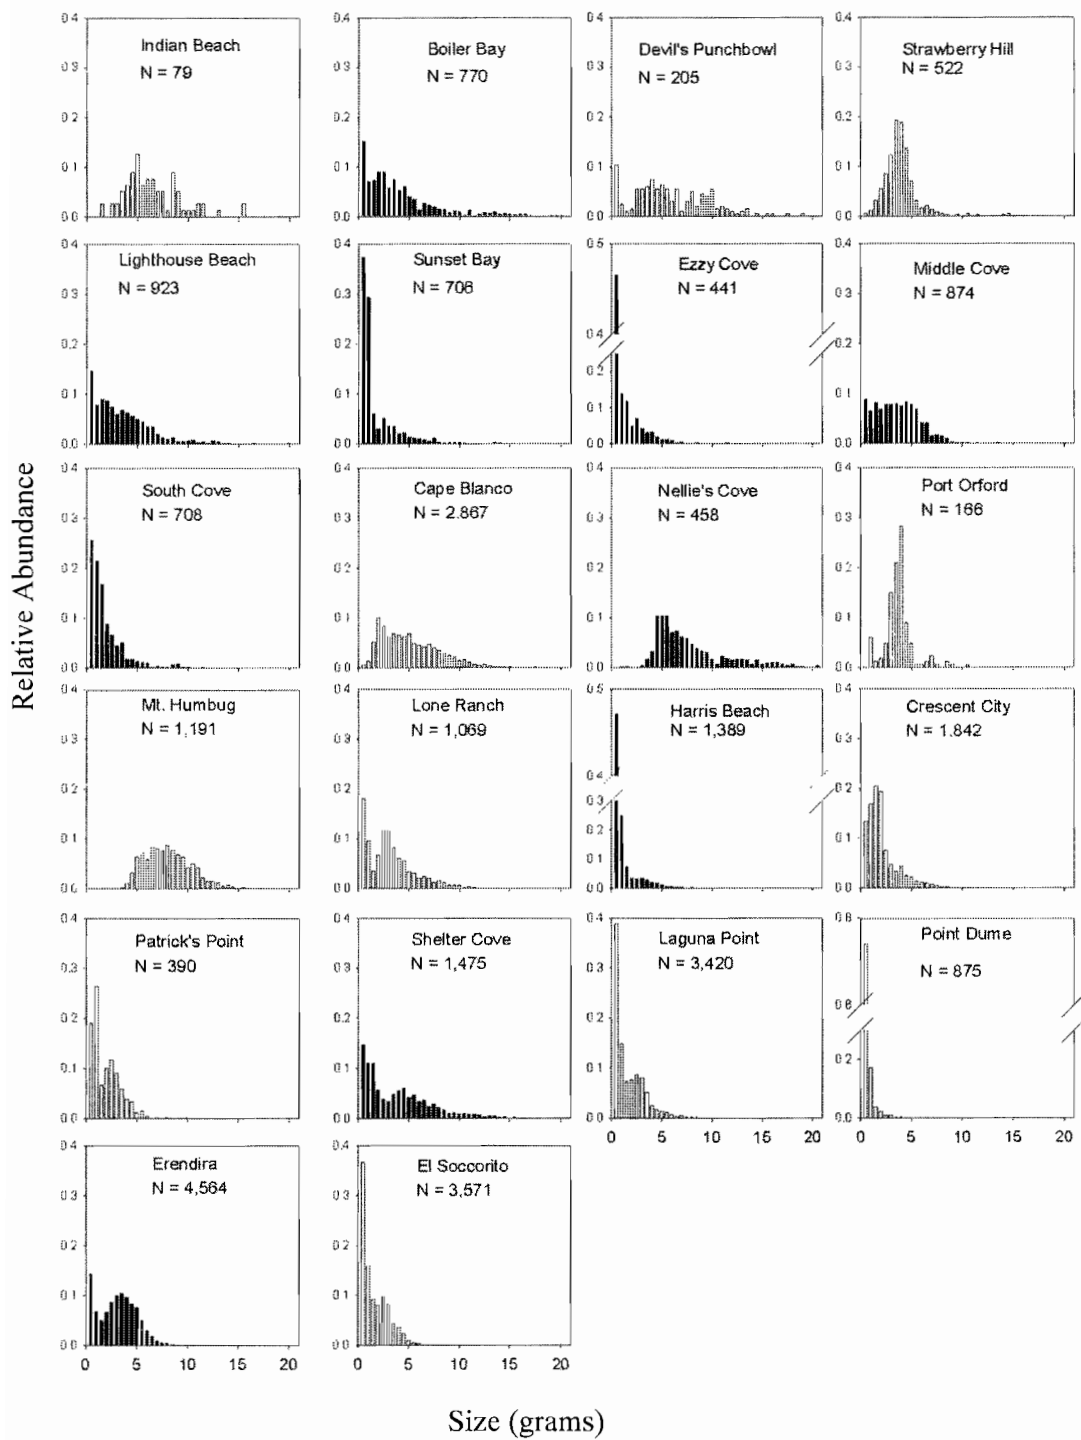 Indian Beach
N = 79
Boiler Bay
N = 770
Devil's Punchbowl
N = 205
Strawberry Hill
N = 522
Lighthouse Beach
N = 923
Sunset Bay
N = 706
Ezzy Cove
N = 441
Middle Cove
N = 874
South Cove
N = 708
Cape Blanco
N = 2.867
Nellie's Cove
N = 458
Port Orford
N = 166
Mt. Humbug
N = 1,191
Lone Ranch
N = 1,069
Harris Beach
N = 1,389
Crescent City
N = 1.842
Patrick's Point
N = 390
Shelter Cove
N = 1,475
Laguna Point
N = 3,420
Point Dume
N = 875
0 5 10 15 20
0 5 10 15 20
Erendira
N = 4,564
El Soccorito
N = 3,571
0 5 10 15 20
0 5 10 15 20
Relative Abundance
Size (grams)